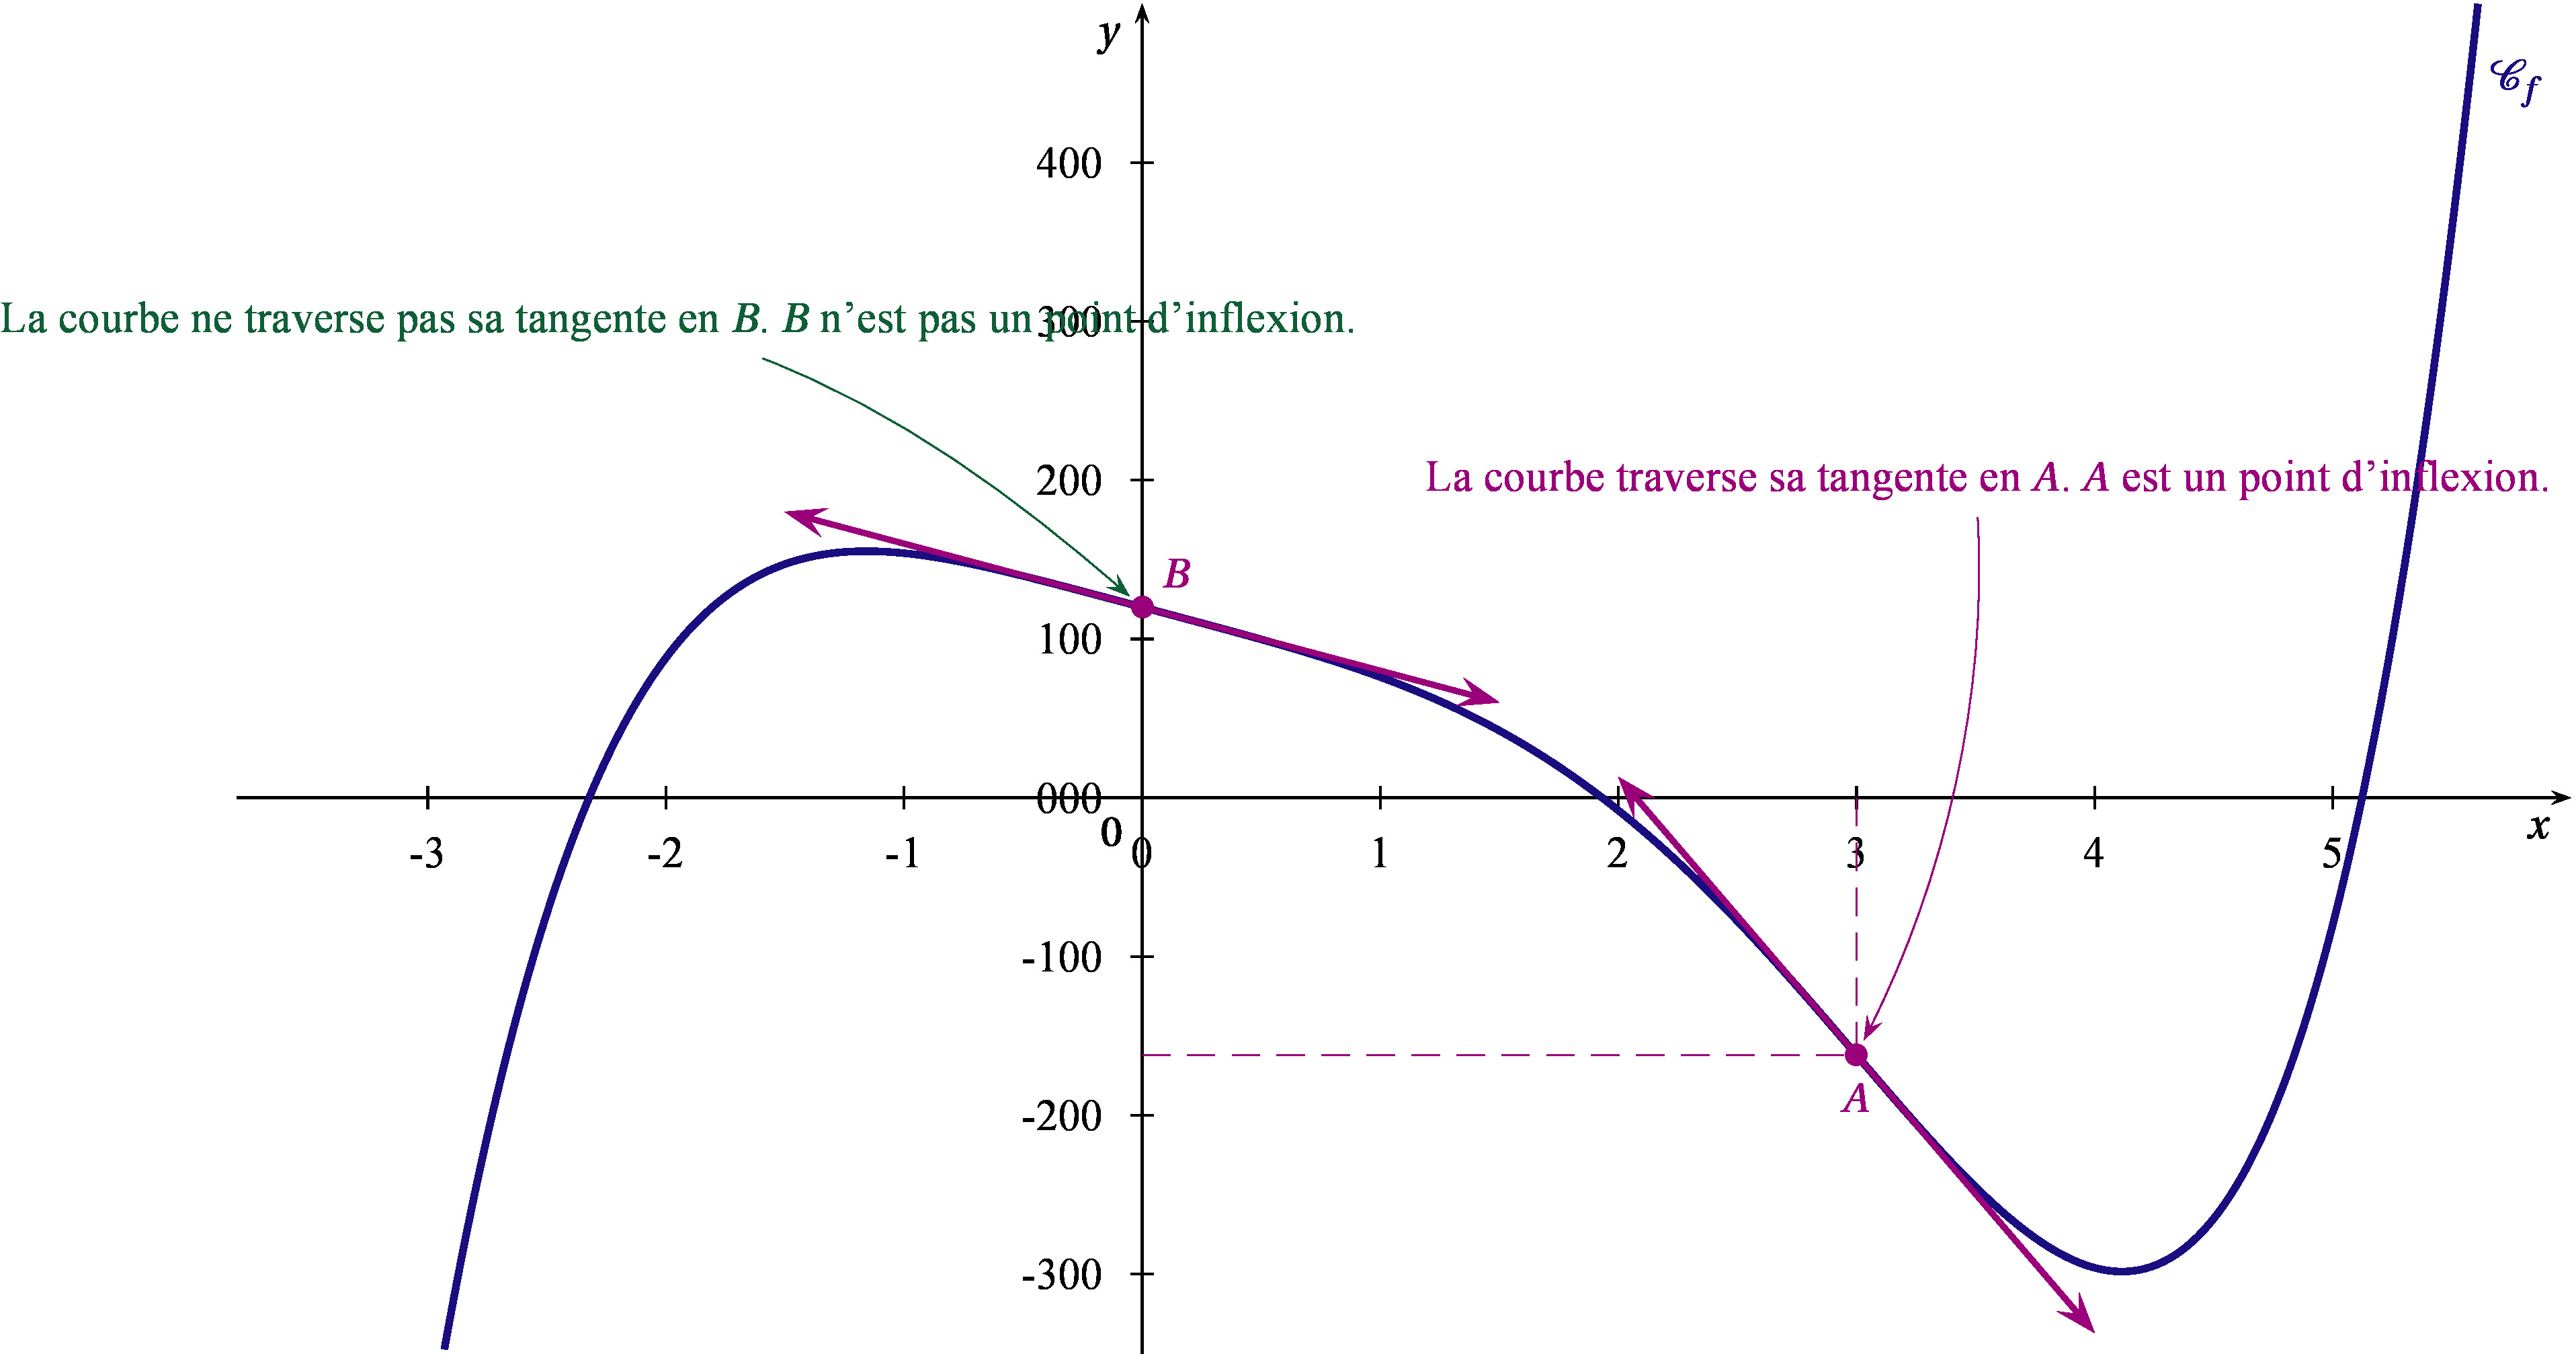 y
𝒞f
400
La courbe ne traverse pas sa tangente en B. B n’est pas un point d’inflexion.
300
200
La courbe traverse sa tangente en A. A est un point d’inflexion.
B
100
000
0
x
-3 -2 -1 0 1 2 3 4 5
-100
A
-200
-300